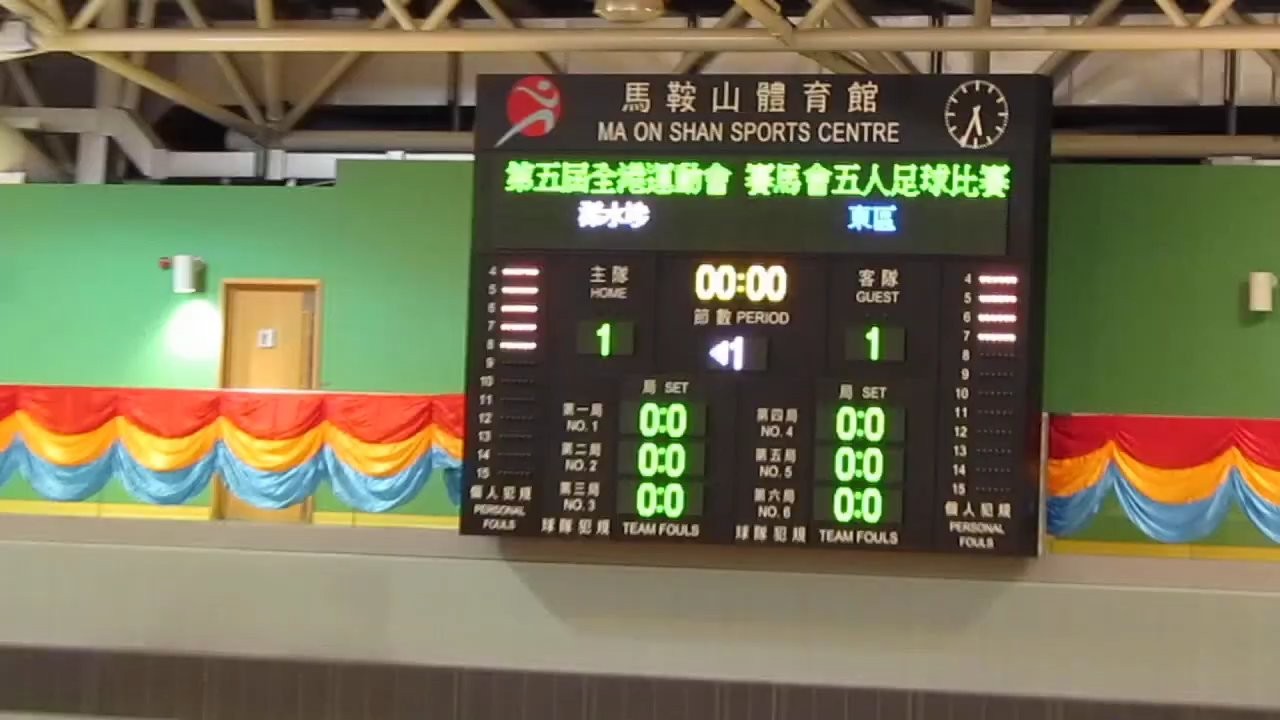 馬鞍山體育館
MA ON SHAN SPORTS CENTRE
第五屆全港運動會 賽馬會五人足球比賽
深水埗 東區
主隊 00:00 客隊
HOME GUEST
節數 PERIOD
1 ◀1 1
局 SET 局 SET
第一局 NO. 1 0:0 第四局 NO. 4 0:0
第二局 NO. 2 0:0 第五局 NO. 5 0:0
第三局 NO. 3 0:0 第六局 NO. 6 0:0
球隊犯規 TEAM FOULS 球隊犯規 TEAM FOULS
4
5
6
7
8
9
10
11
12
13
14
15
個人犯規
PERSONAL
FOULS
4
5
6
7
8
9
10
11
12
13
14
15
個人犯規
PERSONAL
FOULS